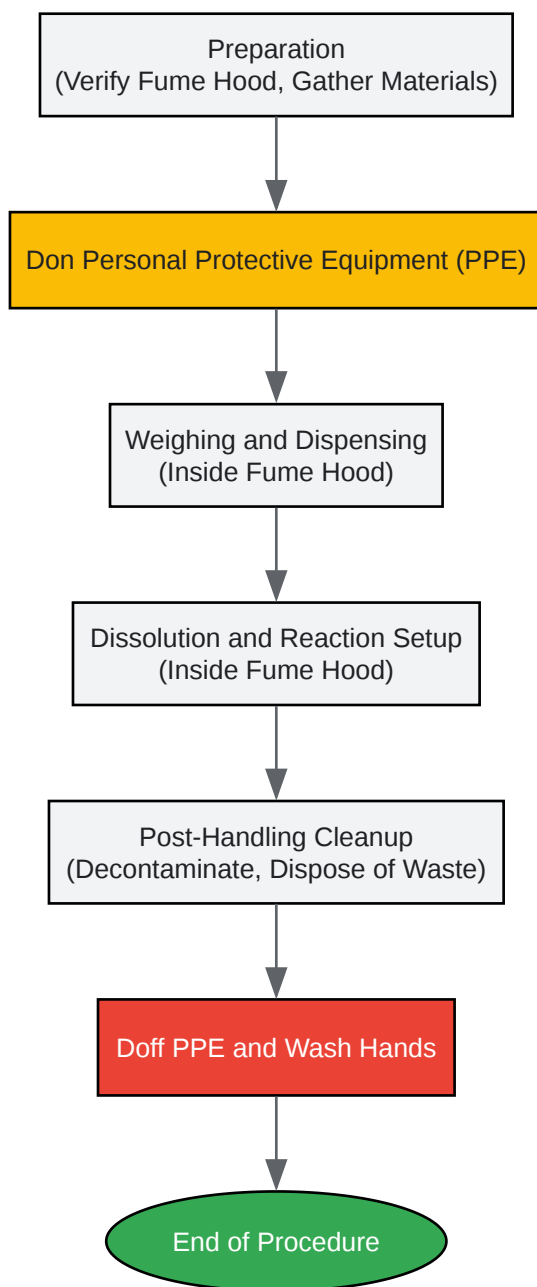 Preparation
(Verify Fume Hood, Gather Materials)
Don Personal Protective Equipment (PPE)
Weighing and Dispensing
(Inside Fume Hood)
Dissolution and Reaction Setup
(Inside Fume Hood)
Post-Handling Cleanup
(Decontaminate, Dispose of Waste)
Doff PPE and Wash Hands
End of Procedure